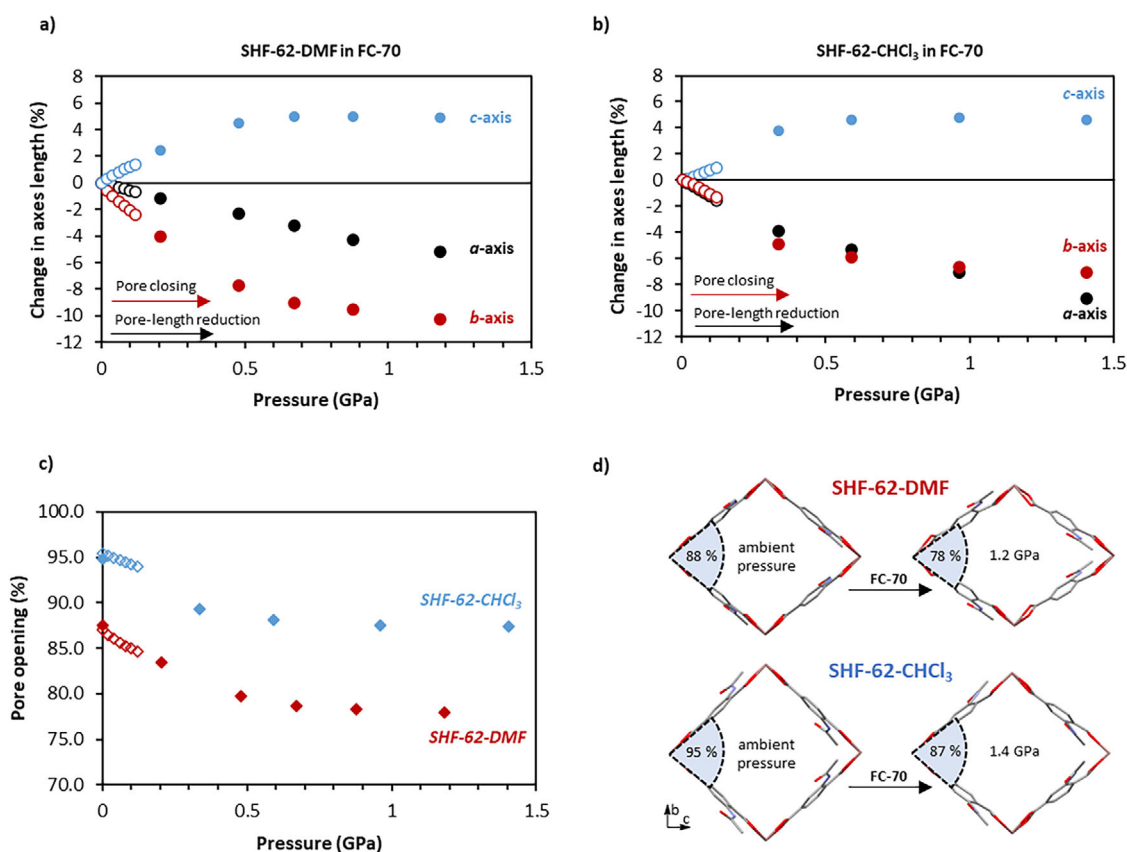 a)
SHF-62-DMF in FC-70
8
6
4
2
0
-2
-4
-6
-8
-10
-12
Change in axes length (%)
c-axis
a-axis
b-axis
Pore closing
Pore-length reduction
0
0.5
1
1.5
Pressure (GPa)
b)
SHF-62-CHCl₃ in FC-70
8
6
4
2
0
-2
-4
-6
-8
-10
-12
Change in axes length (%)
c-axis
b-axis
a-axis
Pore closing
Pore-length reduction
0
0.5
1
1.5
Pressure (GPa)
c)
100.0
95.0
90.0
85.0
80.0
75.0
70.0
Pore opening (%)
SHF-62-CHCl₃
SHF-62-DMF
0
0.5
1
1.5
Pressure (GPa)
d)
SHF-62-DMF
88 %
ambient
pressure
FC-70
78 %
1.2 GPa
SHF-62-CHCl₃
95 %
ambient
pressure
FC-70
87 %
1.4 GPa
b
c